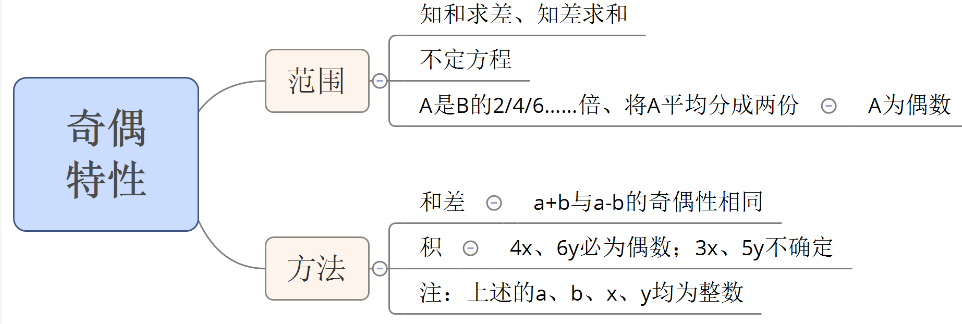 奇偶
特性
范围
知和求差、知差求和
不定方程
A是B的2/4/6……倍、将A平均分成两份
A为偶数
方法
和差
a+b与a-b的奇偶性相同
积
4x、6y必为偶数；3x、5y不确定
注：上述的a、b、x、y均为整数